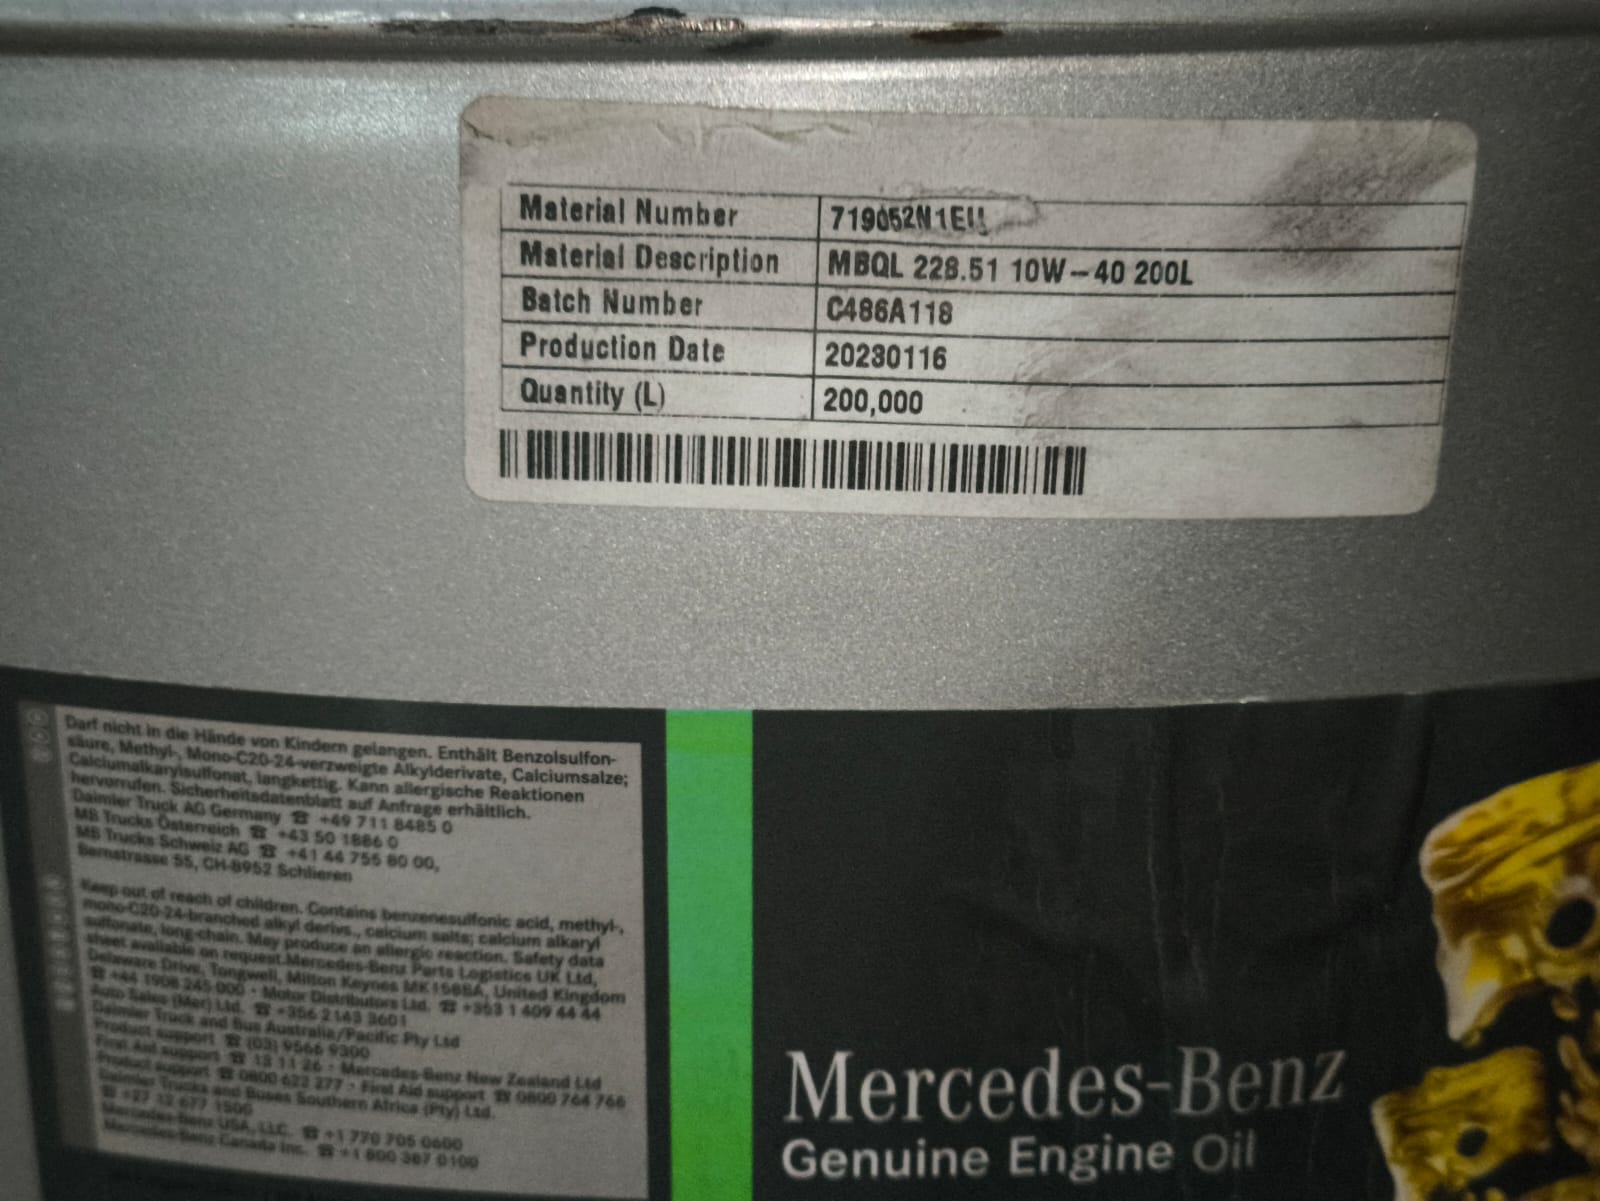 Material Number 719052N1EU
Material Description MBQL 228.51 10W-40 200L
Batch Number C486A118
Production Date 20230116
Quantity (L) 200,000
Darf nicht in die Hände von Kindern gelangen. Enthält Benzolsulfon-
säure, Methyl-, Mono-C20-24-verzweigte Alkylderivate, Calciumsalze;
Calciumalkarylsulfonat, langkettig. Kann allergische Reaktionen
hervorrufen. Sicherheitsdatenblatt auf Anfrage erhältlich.
Daimler Truck AG Germany ☎ +49 711 8485 0
MB Trucks Österreich ☎ +43 50 1886 0
MB Trucks Schweiz AG ☎ +41 44 755 80 00,
Bernstrasse 55, CH-8952 Schlieren
Keep out of reach of children. Contains benzenesulfonic acid, methyl-,
mono-C20-24-branched alkyl derivs., calcium salts; calcium alkaryl
sulfonate, long-chain. May produce an allergic reaction. Safety data
sheet available on request.Mercedes-Benz Parts Logistics UK Ltd,
Delaware Drive, Tongwell, Milton Keynes MK158BA, United Kingdom
☎ +44 1908 245 000 · Motor Distributors Ltd. ☎ +353 1 409 44 44
Auto Sales (Mer) Ltd. ☎ +356 2143 3601
Daimler Truck and Bus Australia/Pacific Pty Ltd
Product support ☎ (03) 9566 9300
First Aid support ☎ 13 11 26 · Mercedes-Benz New Zealand Ltd
Product support ☎ 0800 622 277 · First Aid support ☎ 0800 764 766
Daimler Trucks and Buses Southern Africa (Pty) Ltd.
☎ +27 12 677 1500
Mercedes-Benz USA, LLC. ☎ +1 770 705 0600
Mercedes-Benz Canada Inc. ☎ +1 800 387 0100
Mercedes-Benz
Genuine Engine Oil